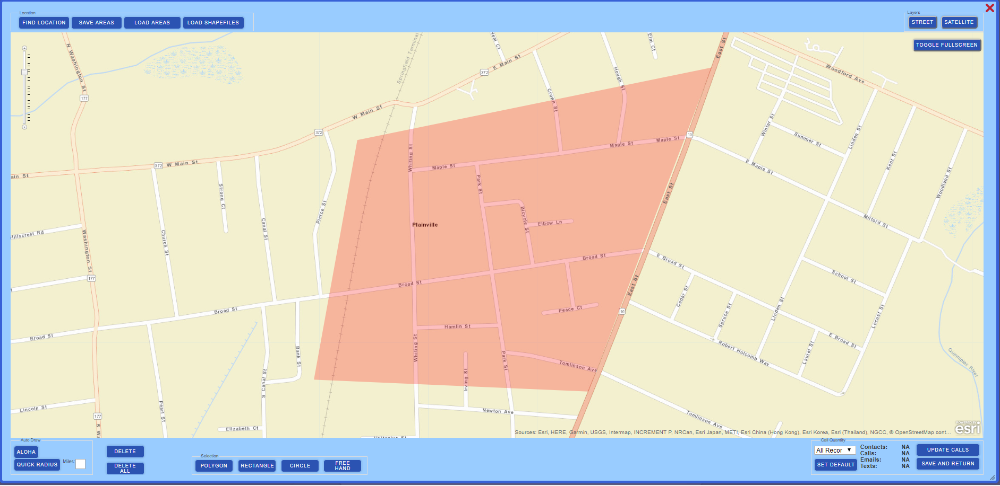 Location
FIND LOCATION
SAVE AREAS
LOAD AREAS
LOAD SHAPEFILES
Layers
STREET
SATELLITE
TOGGLE FULLSCREEN
N Washington St
177
Springfield Terminal
Neal Ct
E Main St
372
Elm Ct
Hough St
East St
Woodford Ave
Crown St
W Main St
372
Whiting St
Maple St
Maple St
Maple St
10
Winter St
Summer St
Linden St
Kent St
Woodland St
E Maple St
372
W Main St
ain St
Strong Ct
Canal St
Pierce St
Park St
Bicycle St
Elbow Ln
East St
Milford St
Plainville
Hillscrest Rd
Washington St
Church St
Broad St
Broad St
E Broad St
School St
177
t
East St
Cedar St
Spruce St
Linden St
Locust St
10
Peace Ct
Broad St
Broad St
Hamlin St
Whiting St
Park St
Tomlinson Ave
Robert Holcomb Way
Laurel St
E Broad St
Quinnipiac River
Bank St
S Canal St
Irving St
Lincoln St
177
Pearl St
Newton Ave
Tomlinson Ave
Elizabeth Ct
Sources: Esri, HERE, Garmin, USGS, Intermap, INCREMENT P, NRCan, Esri Japan, METI, Esri China (Hong Kong), Esri Korea, Esri (Thailand), NGCC, © OpenStreetMap cont...
POWERED BY
esri
Auto Draw
ALOHA
QUICK RADIUS
Miles:
DELETE
DELETE
ALL
Selection
POLYGON
RECTANGLE
CIRCLE
FREE
HAND
Call Quantity
All Recor
SET DEFAULT
Contacts: NA
Calls: NA
Emails: NA
Texts: NA
UPDATE CALLS
SAVE AND RETURN